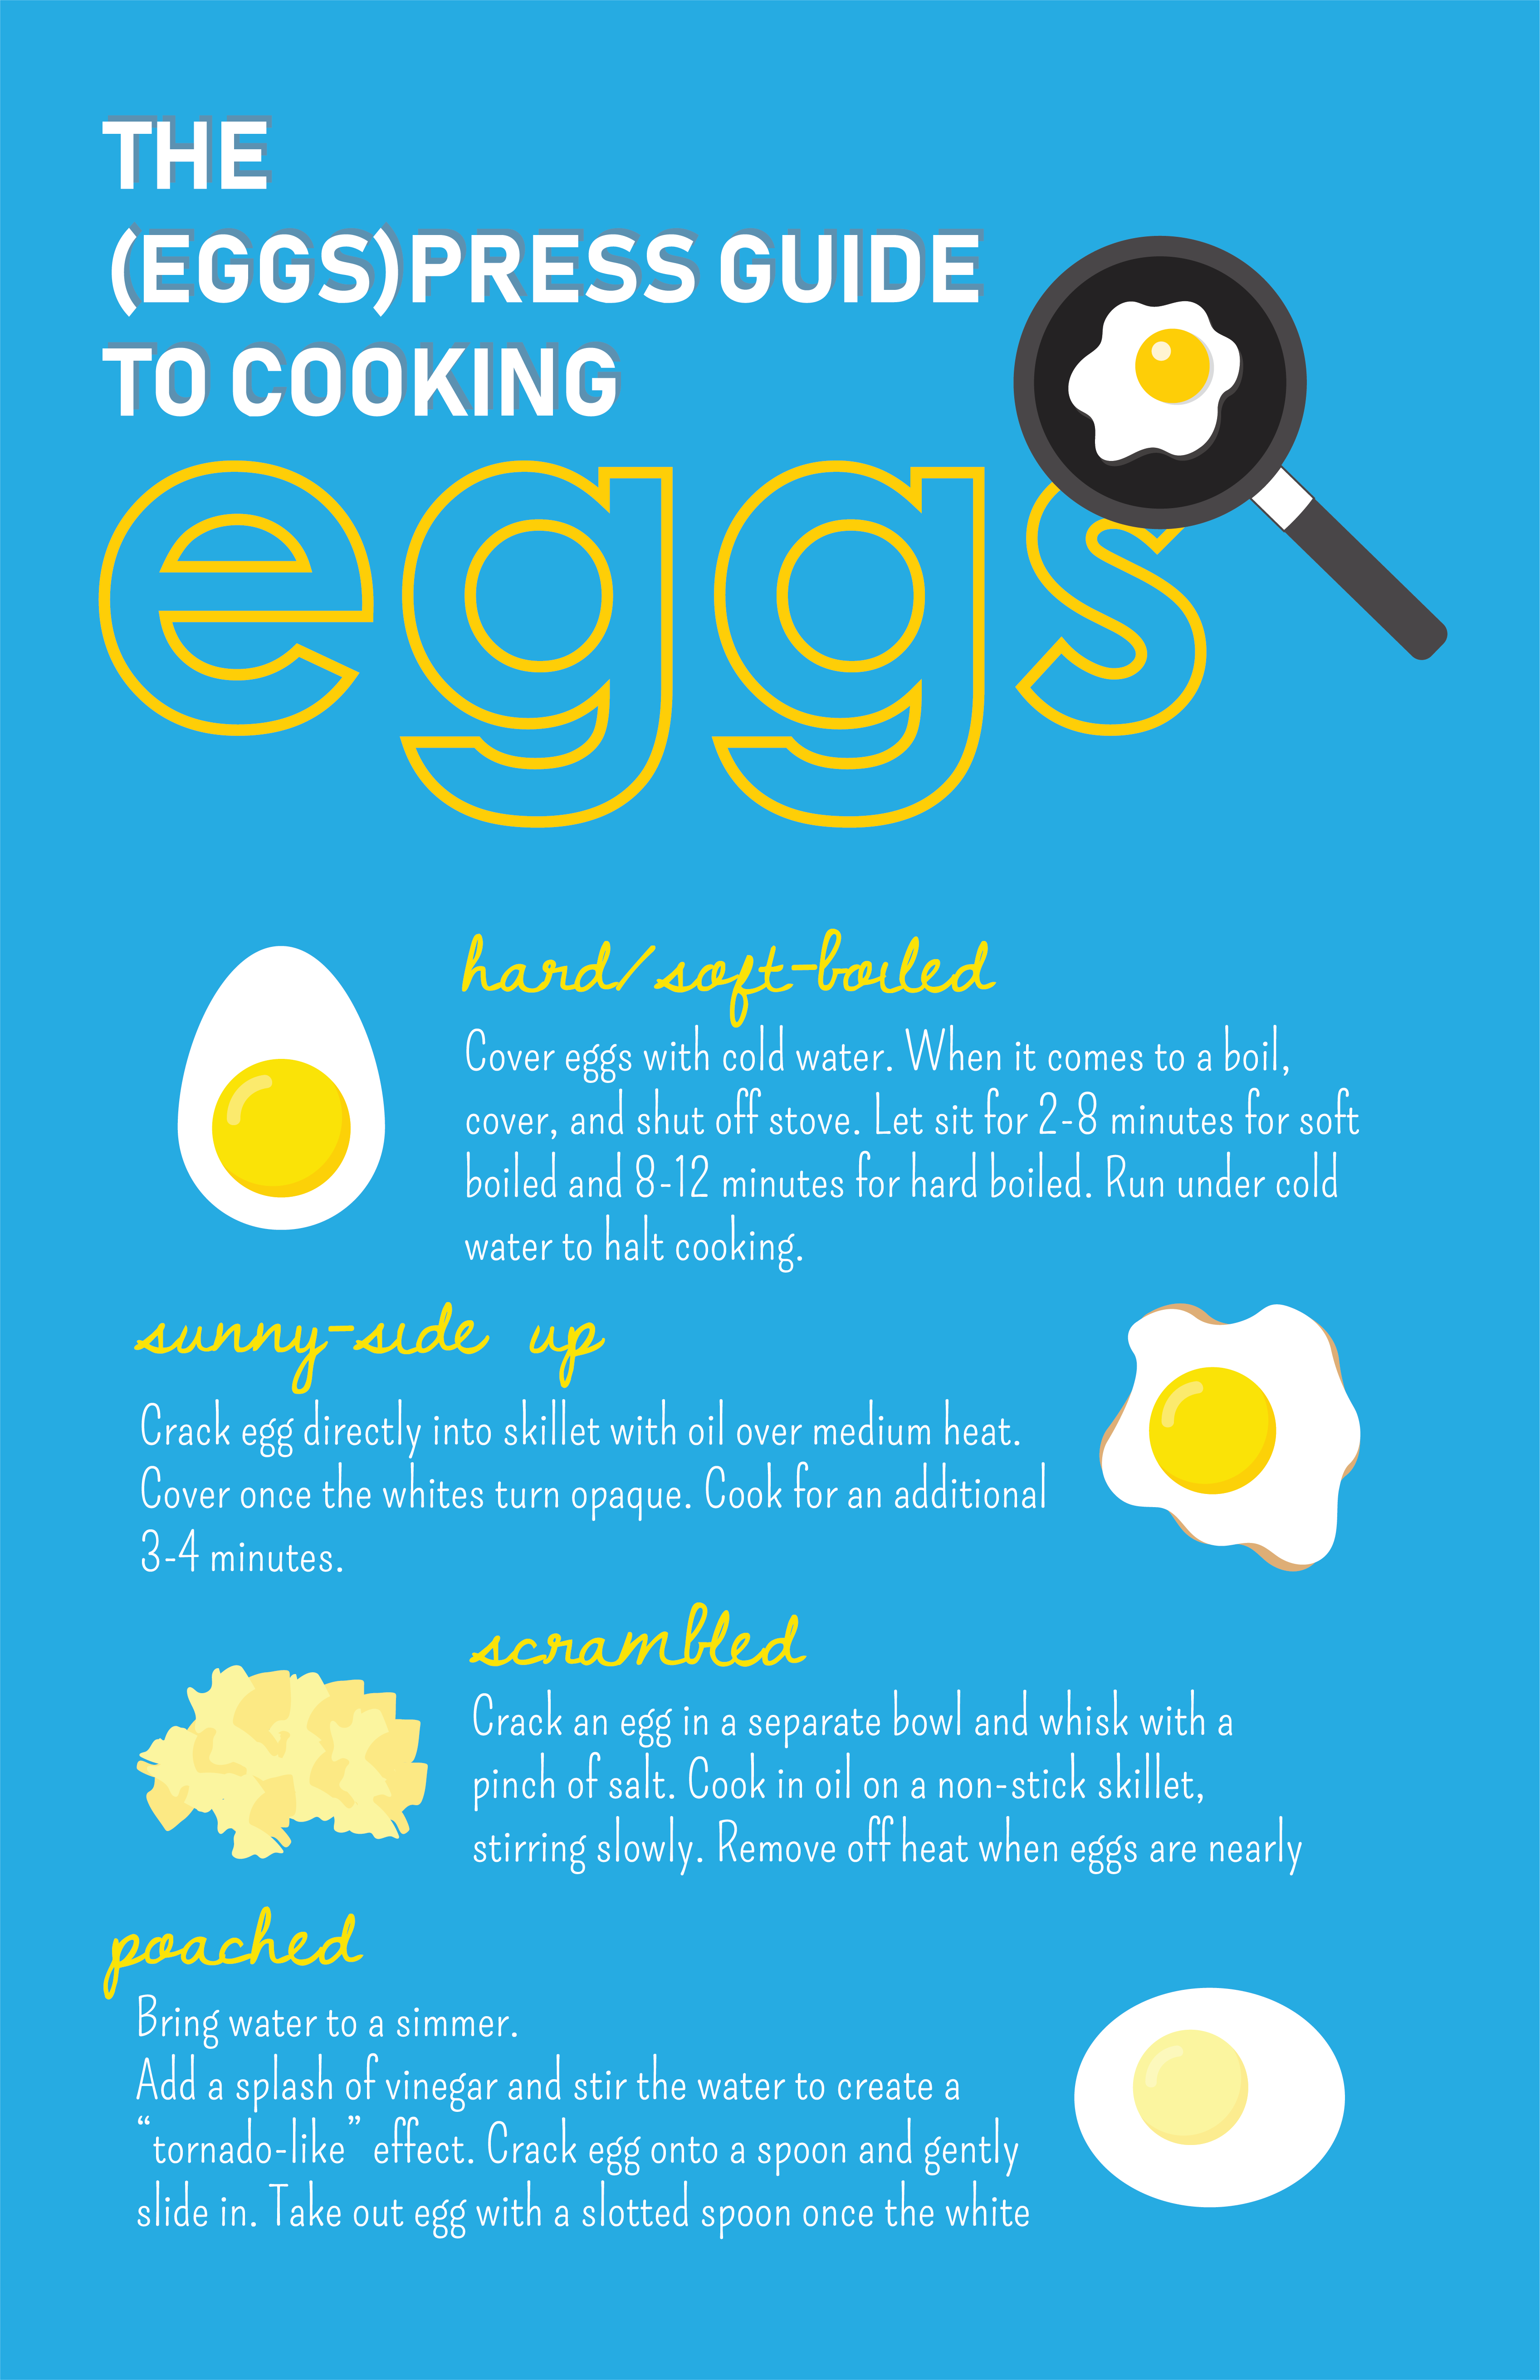 THE
(EGGS)PRESS GUIDE
TO COOKING
eggs
hard/soft-boiled
Cover eggs with cold water. When it comes to a boil,
cover, and shut off stove. Let sit for 2-8 minutes for soft
boiled and 8-12 minutes for hard boiled. Run under cold
water to halt cooking.
sunny-side up
Crack egg directly into skillet with oil over medium heat.
Cover once the whites turn opaque. Cook for an additional
3-4 minutes.
scrambled
Crack an egg in a separate bowl and whisk with a
pinch of salt. Cook in oil on a non-stick skillet,
stirring slowly. Remove off heat when eggs are nearly
poached
Bring water to a simmer.
Add a splash of vinegar and stir the water to create a
“tornado-like” effect. Crack egg onto a spoon and gently
slide in. Take out egg with a slotted spoon once the white